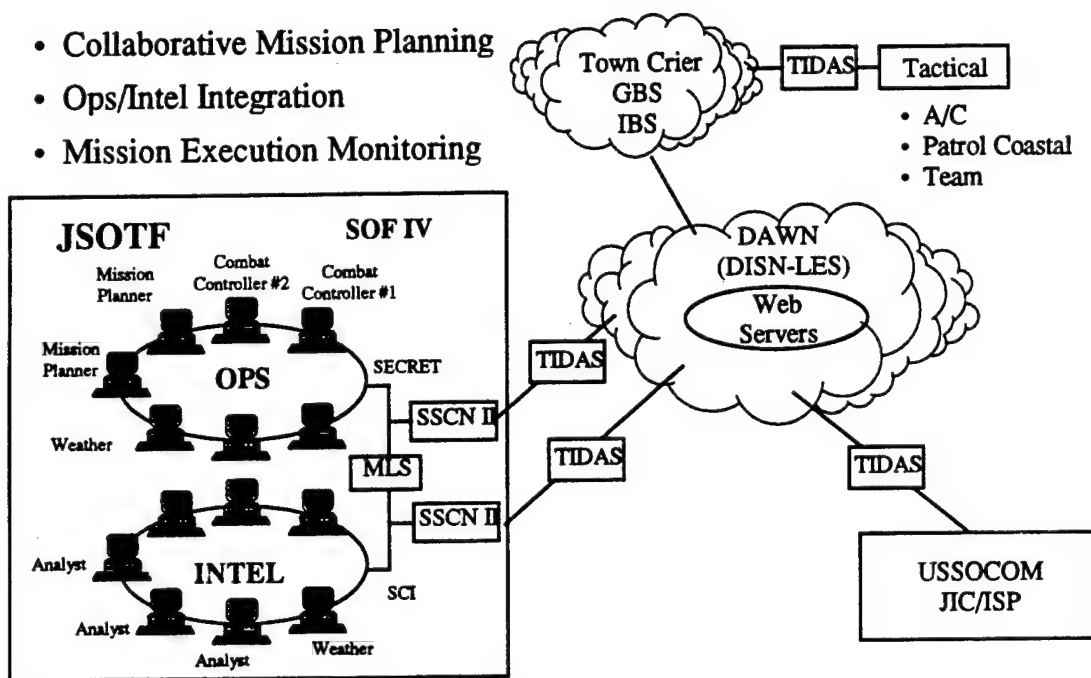 • Collaborative Mission Planning
• Ops/Intel Integration
• Mission Execution Monitoring
Town Crier
GBS
IBS
TIDAS
Tactical
• A/C
• Patrol Coastal
• Team
JSOTF
SOF IV
Mission
Planner
Combat
Controller #2
Combat
Controller #1
Mission
Planner
OPS
SECRET
Weather
MLS
SSCN II
SSCN II
Analyst
INTEL
SCI
Analyst
Analyst
Weather
TIDAS
TIDAS
DAWN
(DISN-LES)
Web
Servers
TIDAS
USSOCOM
JIC/ISP